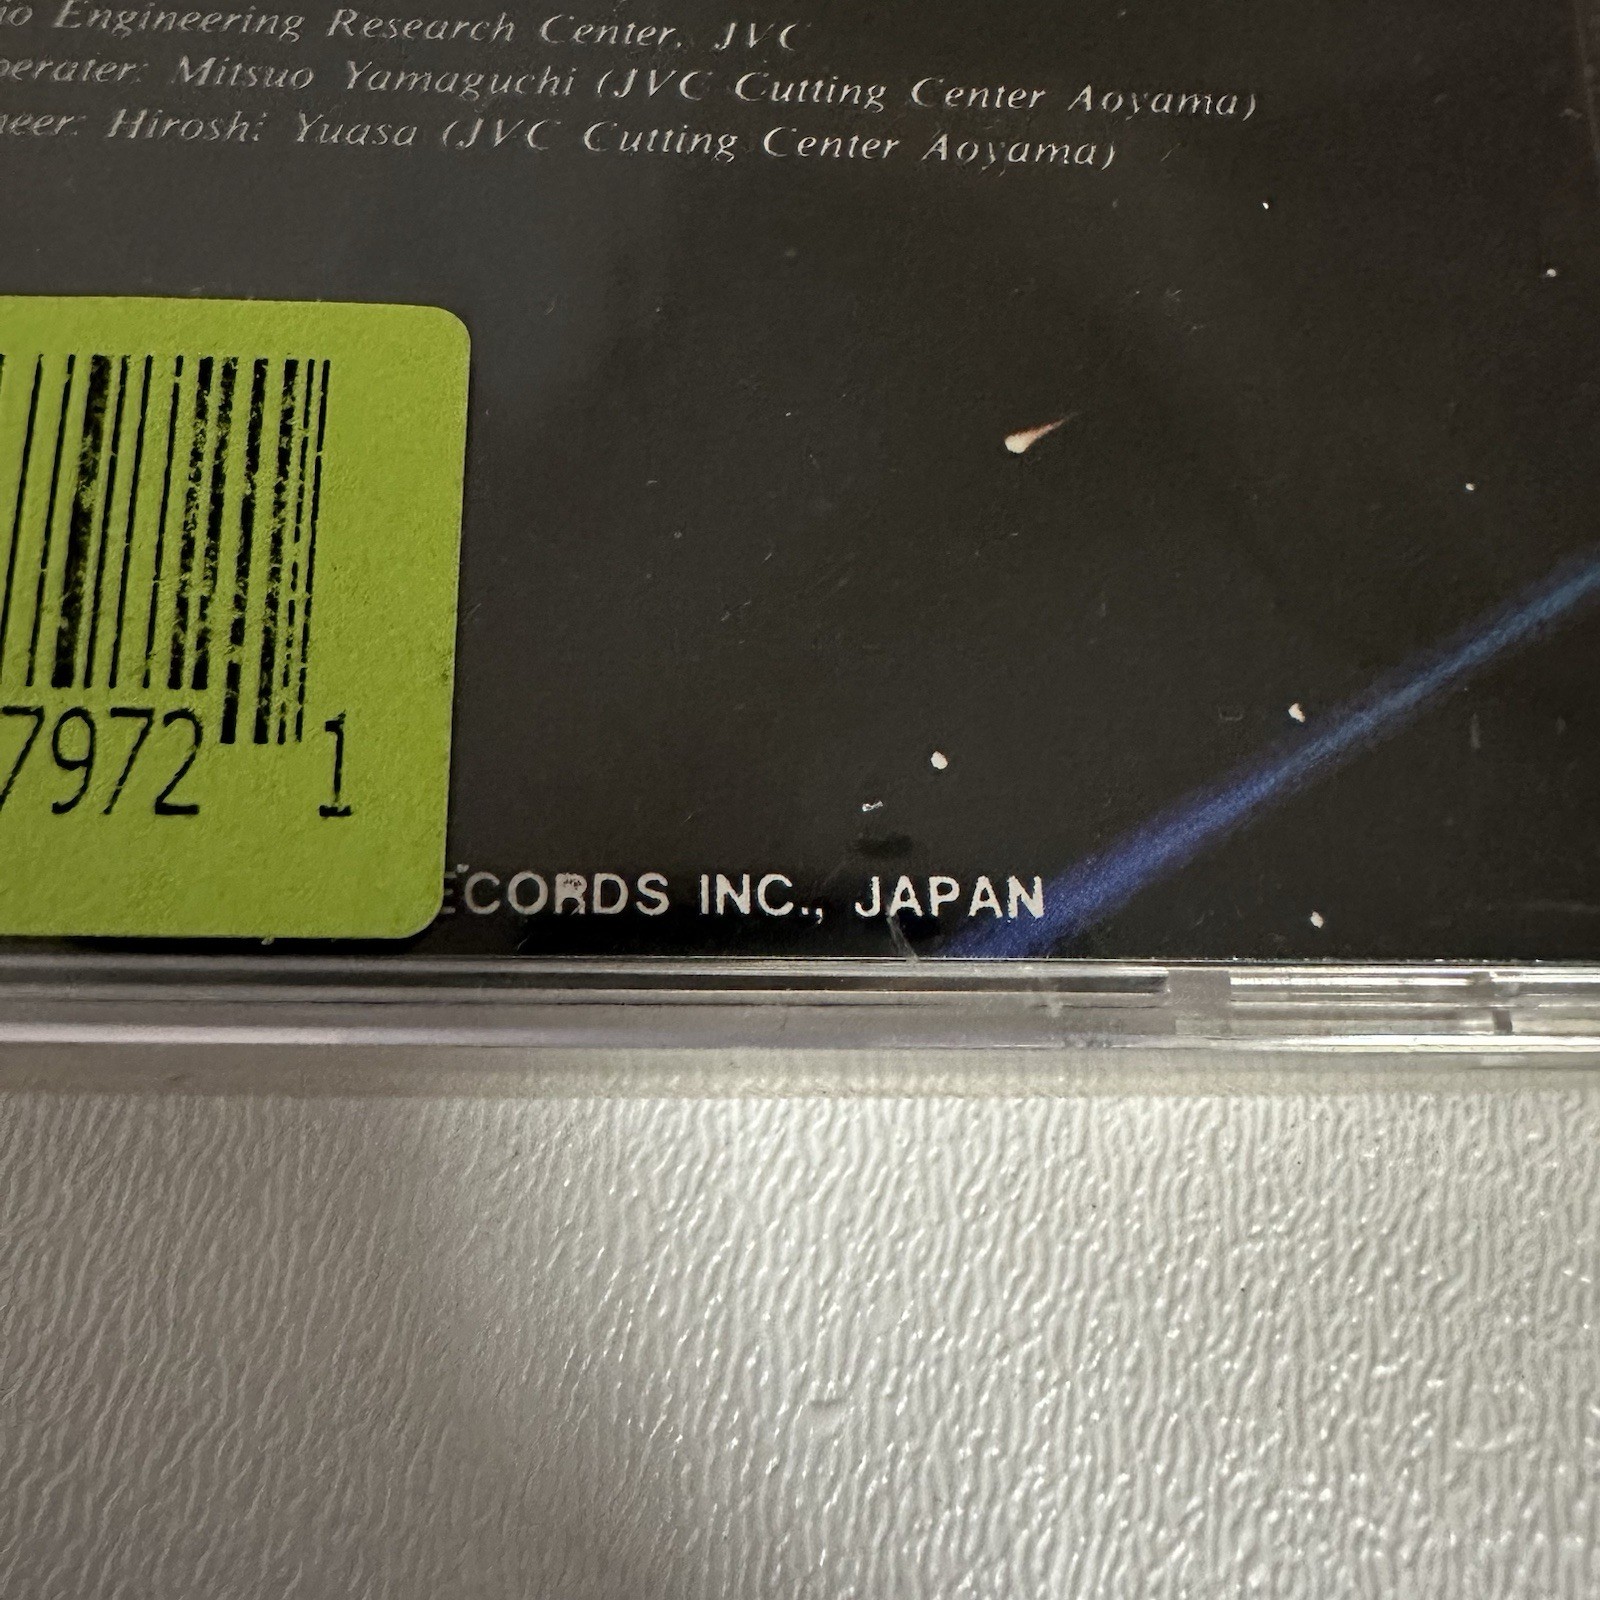 Engineering Research Center, JVC
perater: Mitsuo Yamaguchi (JVC Cutting Center Aoyama)
neer: Hiroshi Yuasa (JVC Cutting Center Aoyama)
7972 1
ECORDS INC., JAPAN